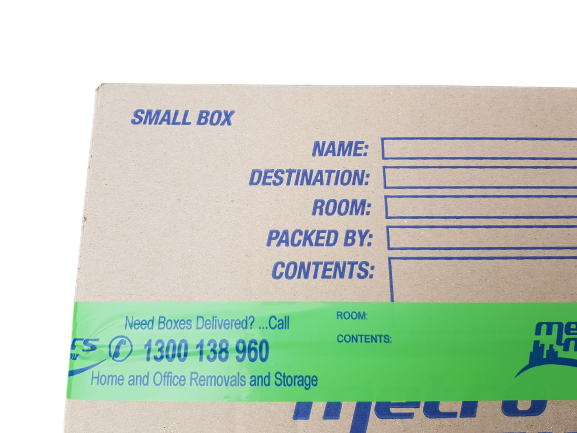 SMALL BOX
NAME:
DESTINATION:
ROOM:
PACKED BY:
CONTENTS:
Need Boxes Delivered? ...Call
1300 138 960
Home and Office Removals and Storage
ROOM:
CONTENTS: